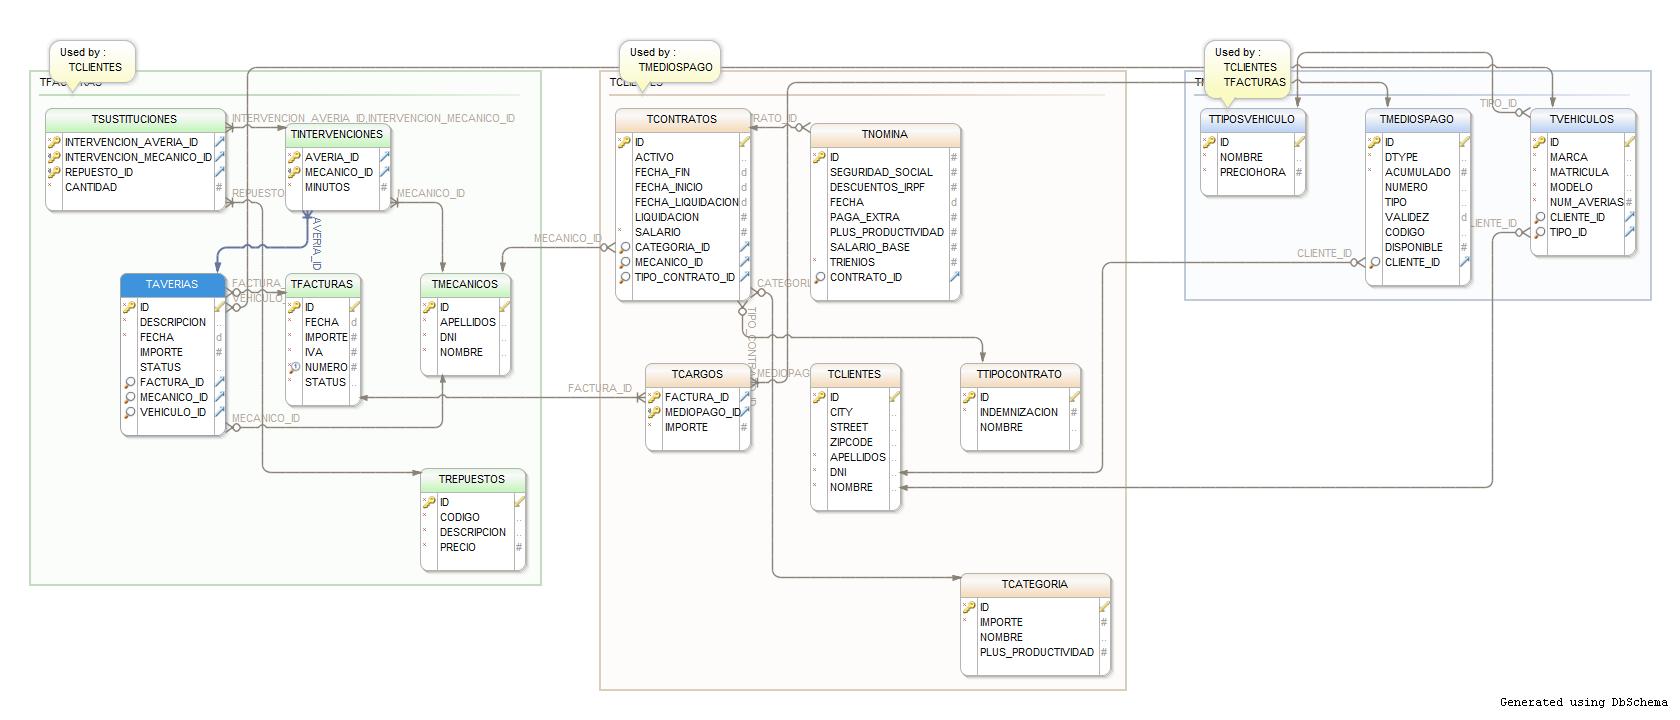 Used by :
TCLIENTES
Used by :
TMEDIOSPAGO
Used by :
TCLIENTES
TFACTURAS
TSUSTITUCIONES
INTERVENCION_AVERIA_ID
INTERVENCION_MECANICO_ID
REPUESTO_ID
CANTIDAD
INTERVENCION_AVERIA_ID,INTERVENCION_MECANICO_ID
TINTERVENCIONES
AVERIA_ID
MECANICO_ID
MINUTOS
REPUESTO
MECANICO_ID
AVERIA_ID
TAVERIAS
ID
DESCRIPCION
FECHA
IMPORTE
STATUS
FACTURA_ID
MECANICO_ID
VEHICULO_ID
FACTURA_
VEHICULO_
TFACTURAS
ID
FECHA
IMPORTE
IVA
NUMERO
STATUS
TMECANICOS
ID
APELLIDOS
DNI
NOMBRE
MECANICO_ID
TREPUESTOS
ID
CODIGO
DESCRIPCION
PRECIO
TCONTRATOS
ID
ACTIVO
FECHA_FIN
FECHA_INICIO
FECHA_LIQUIDACION
LIQUIDACION
SALARIO
CATEGORIA_ID
MECANICO_ID
TIPO_CONTRATO_ID
MECANICO_ID
RATO_ID
TNOMINA
ID
SEGURIDAD_SOCIAL
DESCUENTOS_IRPF
FECHA
PAGA_EXTRA
PLUS_PRODUCTIVIDAD
SALARIO_BASE
TRIENIOS
CONTRATO_ID
CATEGORI
FACTURA_ID
TCARGOS
FACTURA_ID
MEDIOPAGO_ID
IMPORTE
MEDIOPAG
TCLIENTES
ID
CITY
STREET
ZIPCODE
APELLIDOS
DNI
NOMBRE
TTIPOCONTRATO
ID
INDEMNIZACION
NOMBRE
TCATEGORIA
ID
IMPORTE
NOMBRE
PLUS_PRODUCTIVIDAD
TTIPOSVEHICULO
ID
NOMBRE
PRECIOHORA
TMEDIOSPAGO
ID
DTYPE
ACUMULADO
NUMERO
TIPO
VALIDEZ
CODIGO
DISPONIBLE
CLIENTE_ID
CLIENTE_ID
TIPO_ID
TVEHICULOS
ID
MARCA
MATRICULA
MODELO
NUM_AVERIAS
CLIENTE_ID
TIPO_ID
LIENTE_ID
Generated using DbSchema